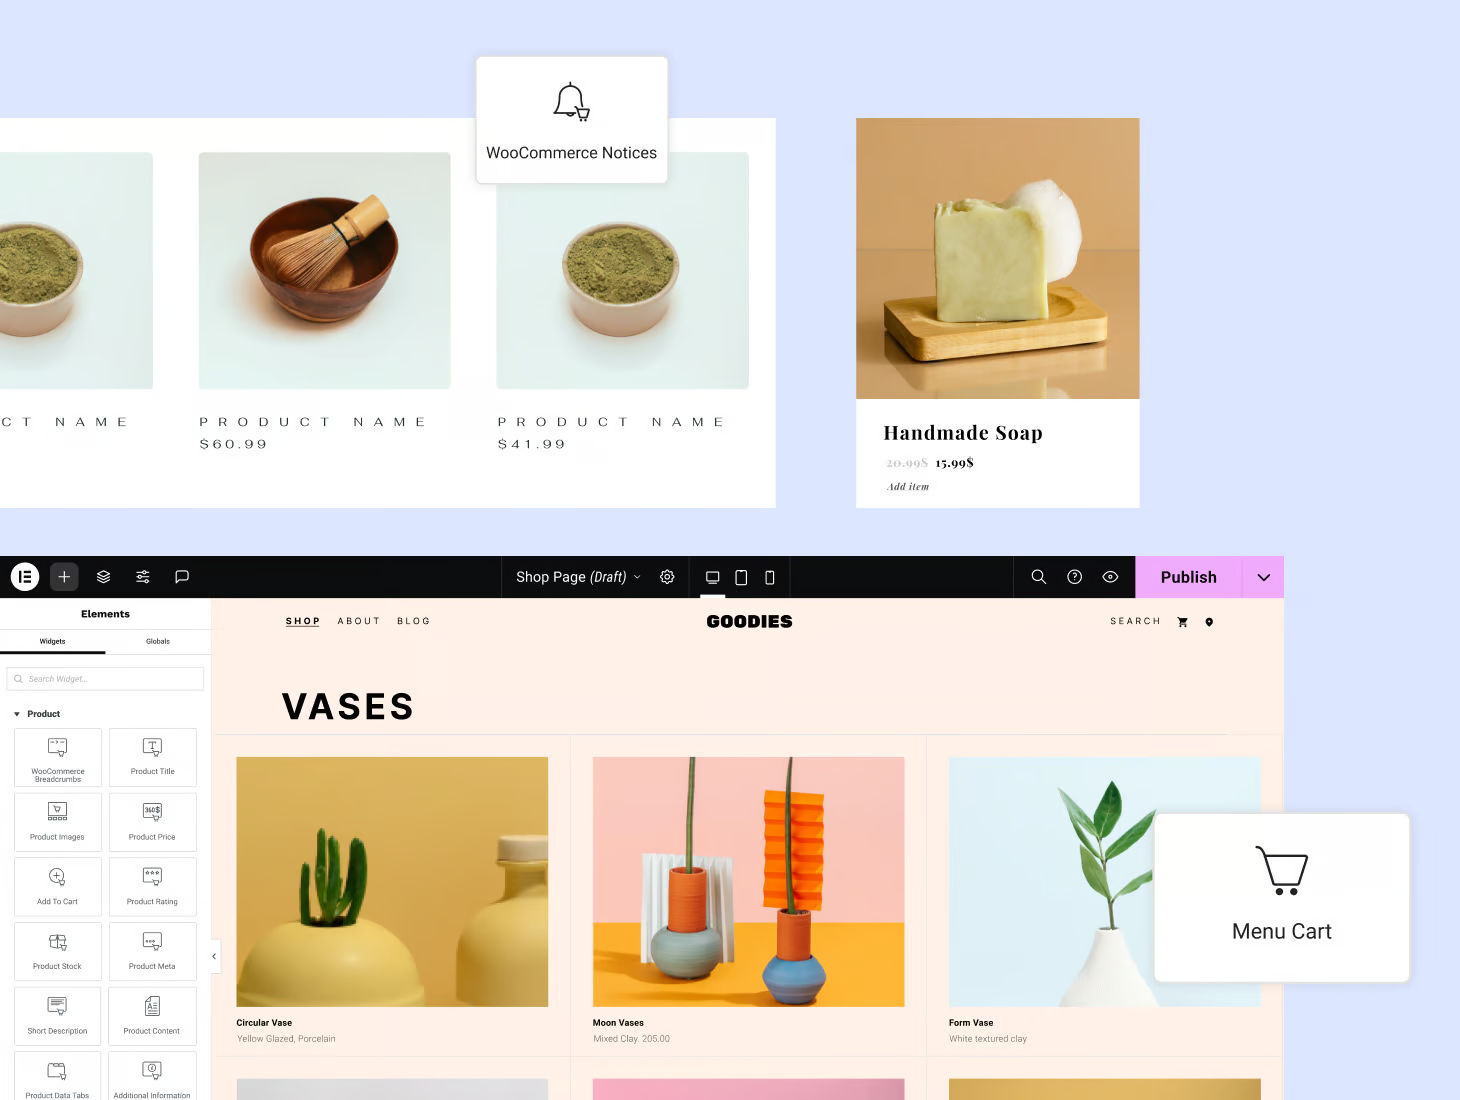 WooCommerce Notices
CT NAME
PRODUCT NAME
$60.99
PRODUCT NAME
$41.99
Handmade Soap
20.99$ 15.99$
Add item
Shop Page (Draft)
Publish
Elements
Widgets
Globals
Search Widget...
Product
WooCommerce
Breadcrumbs
Product Title
Product Images
360$
Product Price
Add To Cart
Product Rating
Product Stock
Product Meta
Short Description
Product Content
Product Data Tabs
Additional Information
SHOP ABOUT BLOG
GOODIES
SEARCH
VASES
Circular Vase
Yellow Glazed, Porcelain
Moon Vases
Mixed Clay. 205.00
Form Vase
White textured clay
Menu Cart